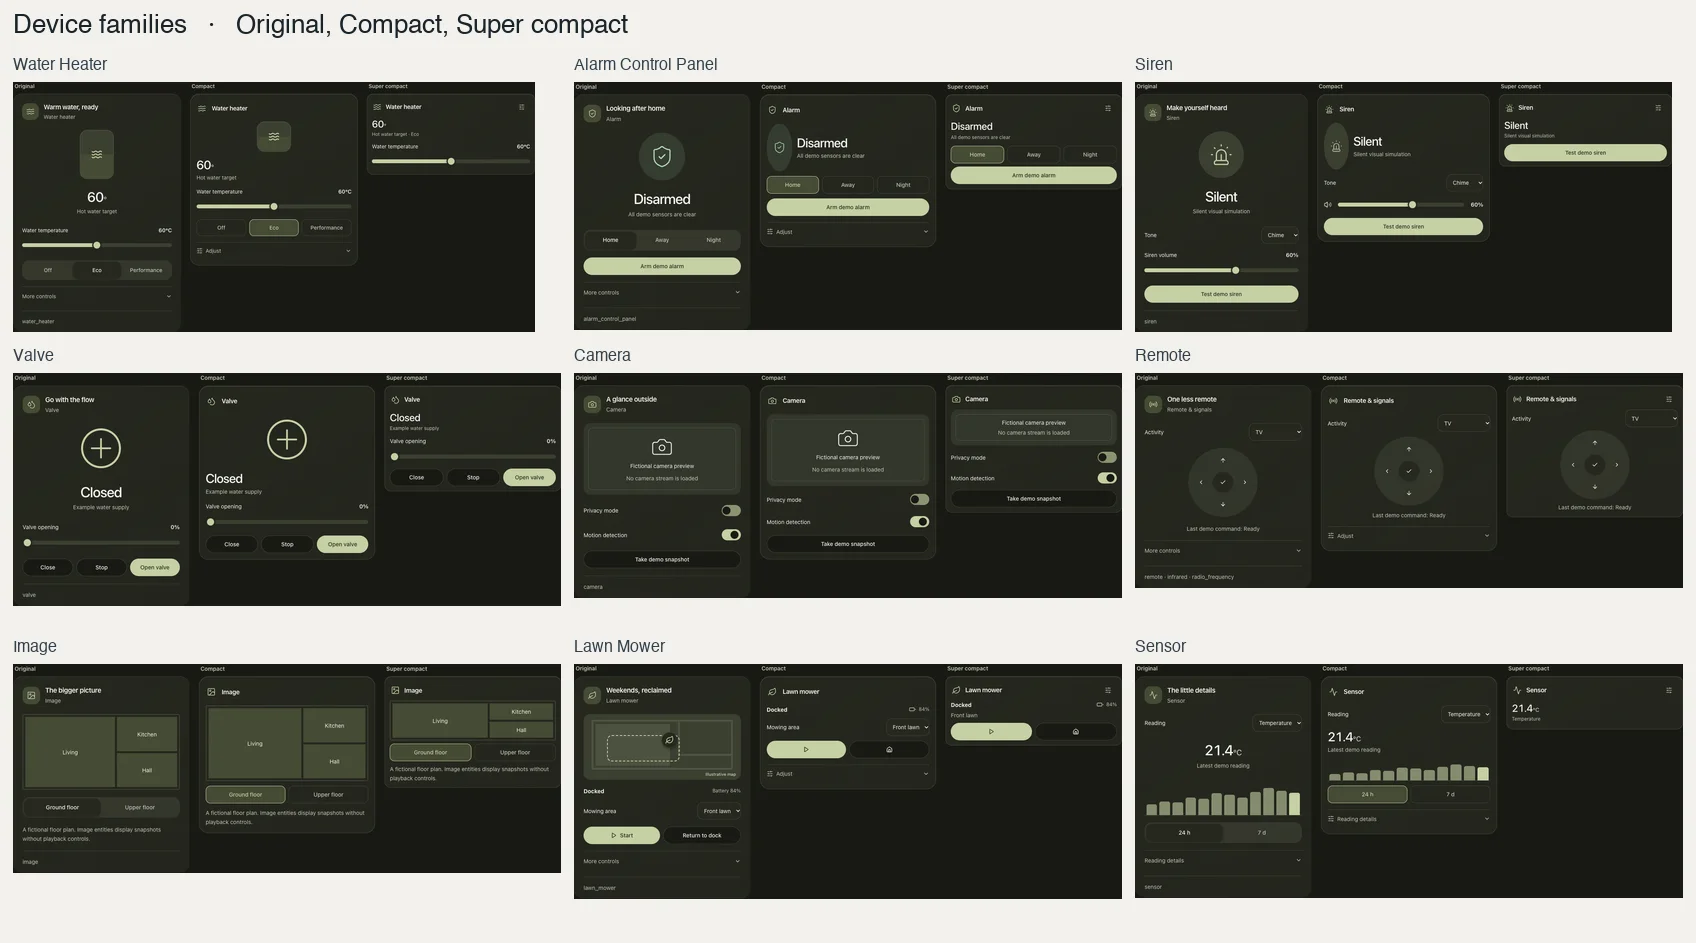 Device families · Original, Compact, Super compact
Water Heater
Original
Warm water, ready
Water heater
60°
Hot water target
Water temperature 60°C
Off Eco Performance
More controls
water_heater
Compact
Water heater
60°
Hot water target
Water temperature 60°C
Off Eco Performance
Adjust
Super compact
Water heater
60°
Hot water target · Eco
Water temperature 60°C
Alarm Control Panel
Original
Looking after home
Alarm
Disarmed
All demo sensors are clear
Home Away Night
Arm demo alarm
More controls
alarm_control_panel
Compact
Alarm
Disarmed
All demo sensors are clear
Home Away Night
Arm demo alarm
Adjust
Super compact
Alarm
Disarmed
All demo sensors are clear
Home Away Night
Arm demo alarm
Siren
Original
Make yourself heard
Siren
Silent
Silent visual simulation
Tone Chime
Siren volume 60%
Test demo siren
siren
Compact
Siren
Silent
Silent visual simulation
Tone Chime
60%
Test demo siren
Super compact
Siren
Silent
Silent visual simulation
Test demo siren
Valve
Original
Go with the flow
Valve
Closed
Example water supply
Valve opening 0%
Close Stop Open valve
valve
Compact
Valve
Closed
Example water supply
Valve opening 0%
Close Stop Open valve
Super compact
Valve
Closed
Example water supply
Valve opening 0%
Close Stop Open valve
Camera
Original
A glance outside
Camera
Fictional camera preview
No camera stream is loaded
Privacy mode
Motion detection
Take demo snapshot
camera
Compact
Camera
Fictional camera preview
No camera stream is loaded
Privacy mode
Motion detection
Take demo snapshot
Super compact
Camera
Fictional camera preview
No camera stream is loaded
Privacy mode
Motion detection
Take demo snapshot
Remote
Original
One less remote
Remote & signals
Activity TV
Last demo command: Ready
More controls
remote · infrared · radio_frequency
Compact
Remote & signals
Activity TV
Last demo command: Ready
Adjust
Super compact
Remote & signals
Activity TV
Last demo command: Ready
Image
Original
The bigger picture
Image
Living Kitchen
Hall
Ground floor Upper floor
A fictional floor plan. Image entities display snapshots
without playback controls.
image
Compact
Image
Living Kitchen
Hall
Ground floor Upper floor
A fictional floor plan. Image entities display snapshots without
playback controls.
Super compact
Image
Living Kitchen
Hall
Ground floor Upper floor
A fictional floor plan. Image entities display snapshots without
playback controls.
Lawn Mower
Original
Weekends, reclaimed
Lawn mower
Illustrative map
Docked Battery 84%
Mowing area Front lawn
Start Return to dock
More controls
lawn_mower
Compact
Lawn mower
Docked 84%
Mowing area Front lawn
Adjust
Super compact
Lawn mower
Docked 84%
Front lawn
Sensor
Original
The little details
Sensor
Reading Temperature
21.4°C
Latest demo reading
24 h 7 d
Reading details
sensor
Compact
Sensor
Reading Temperature
21.4°C
Latest demo reading
24 h 7 d
Reading details
Super compact
Sensor
21.4°C
Temperature